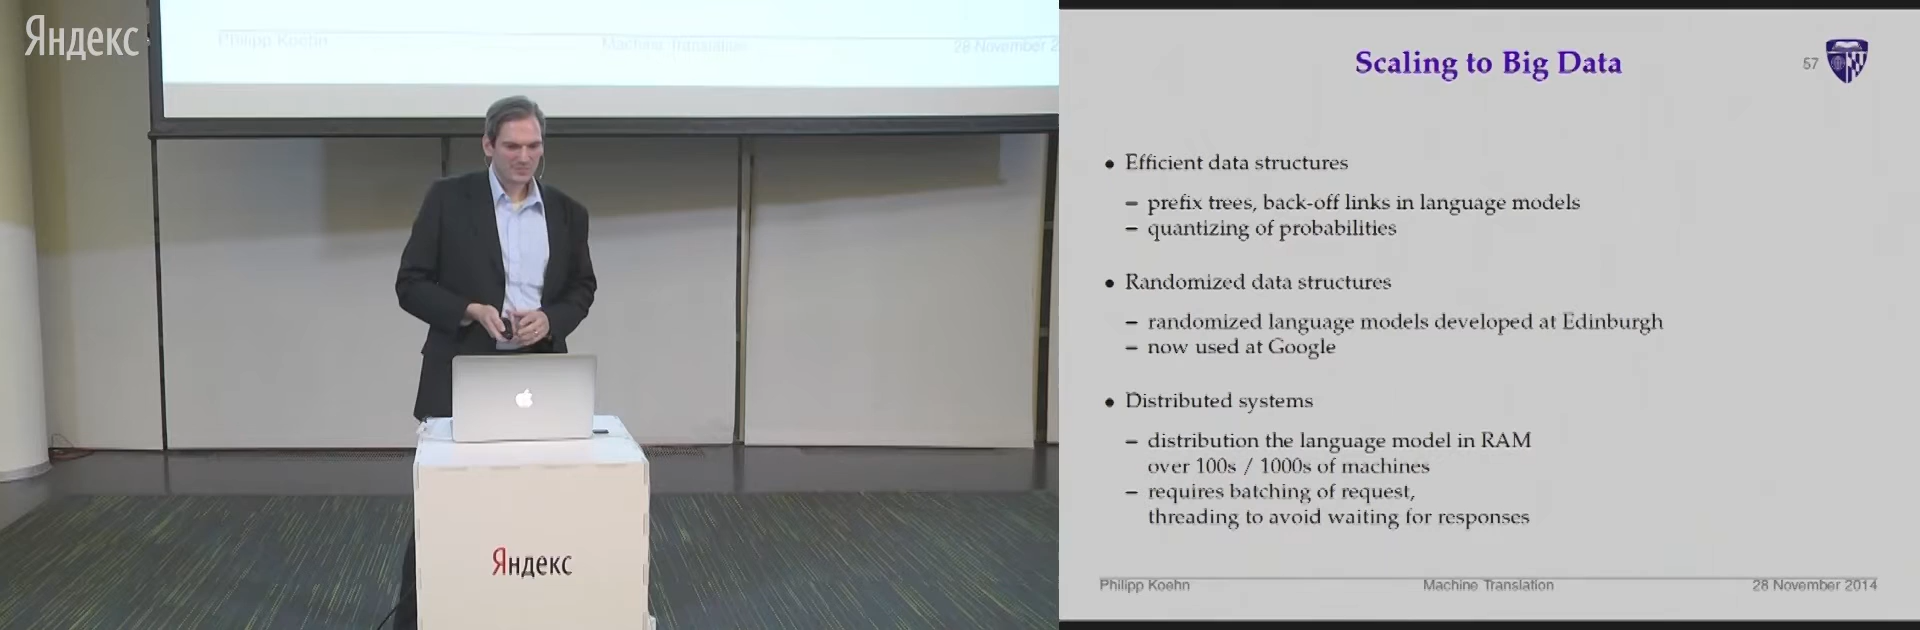 Яндекс
Philipp Koehn
Machine Translation
28 November 2
Яндекс
Scaling to Big Data
57
• Efficient data structures
– prefix trees, back-off links in language models
– quantizing of probabilities
• Randomized data structures
– randomized language models developed at Edinburgh
– now used at Google
• Distributed systems
– distribution the language model in RAM
over 100s / 1000s of machines
– requires batching of request,
threading to avoid waiting for responses
Philipp Koehn
Machine Translation
28 November 2014